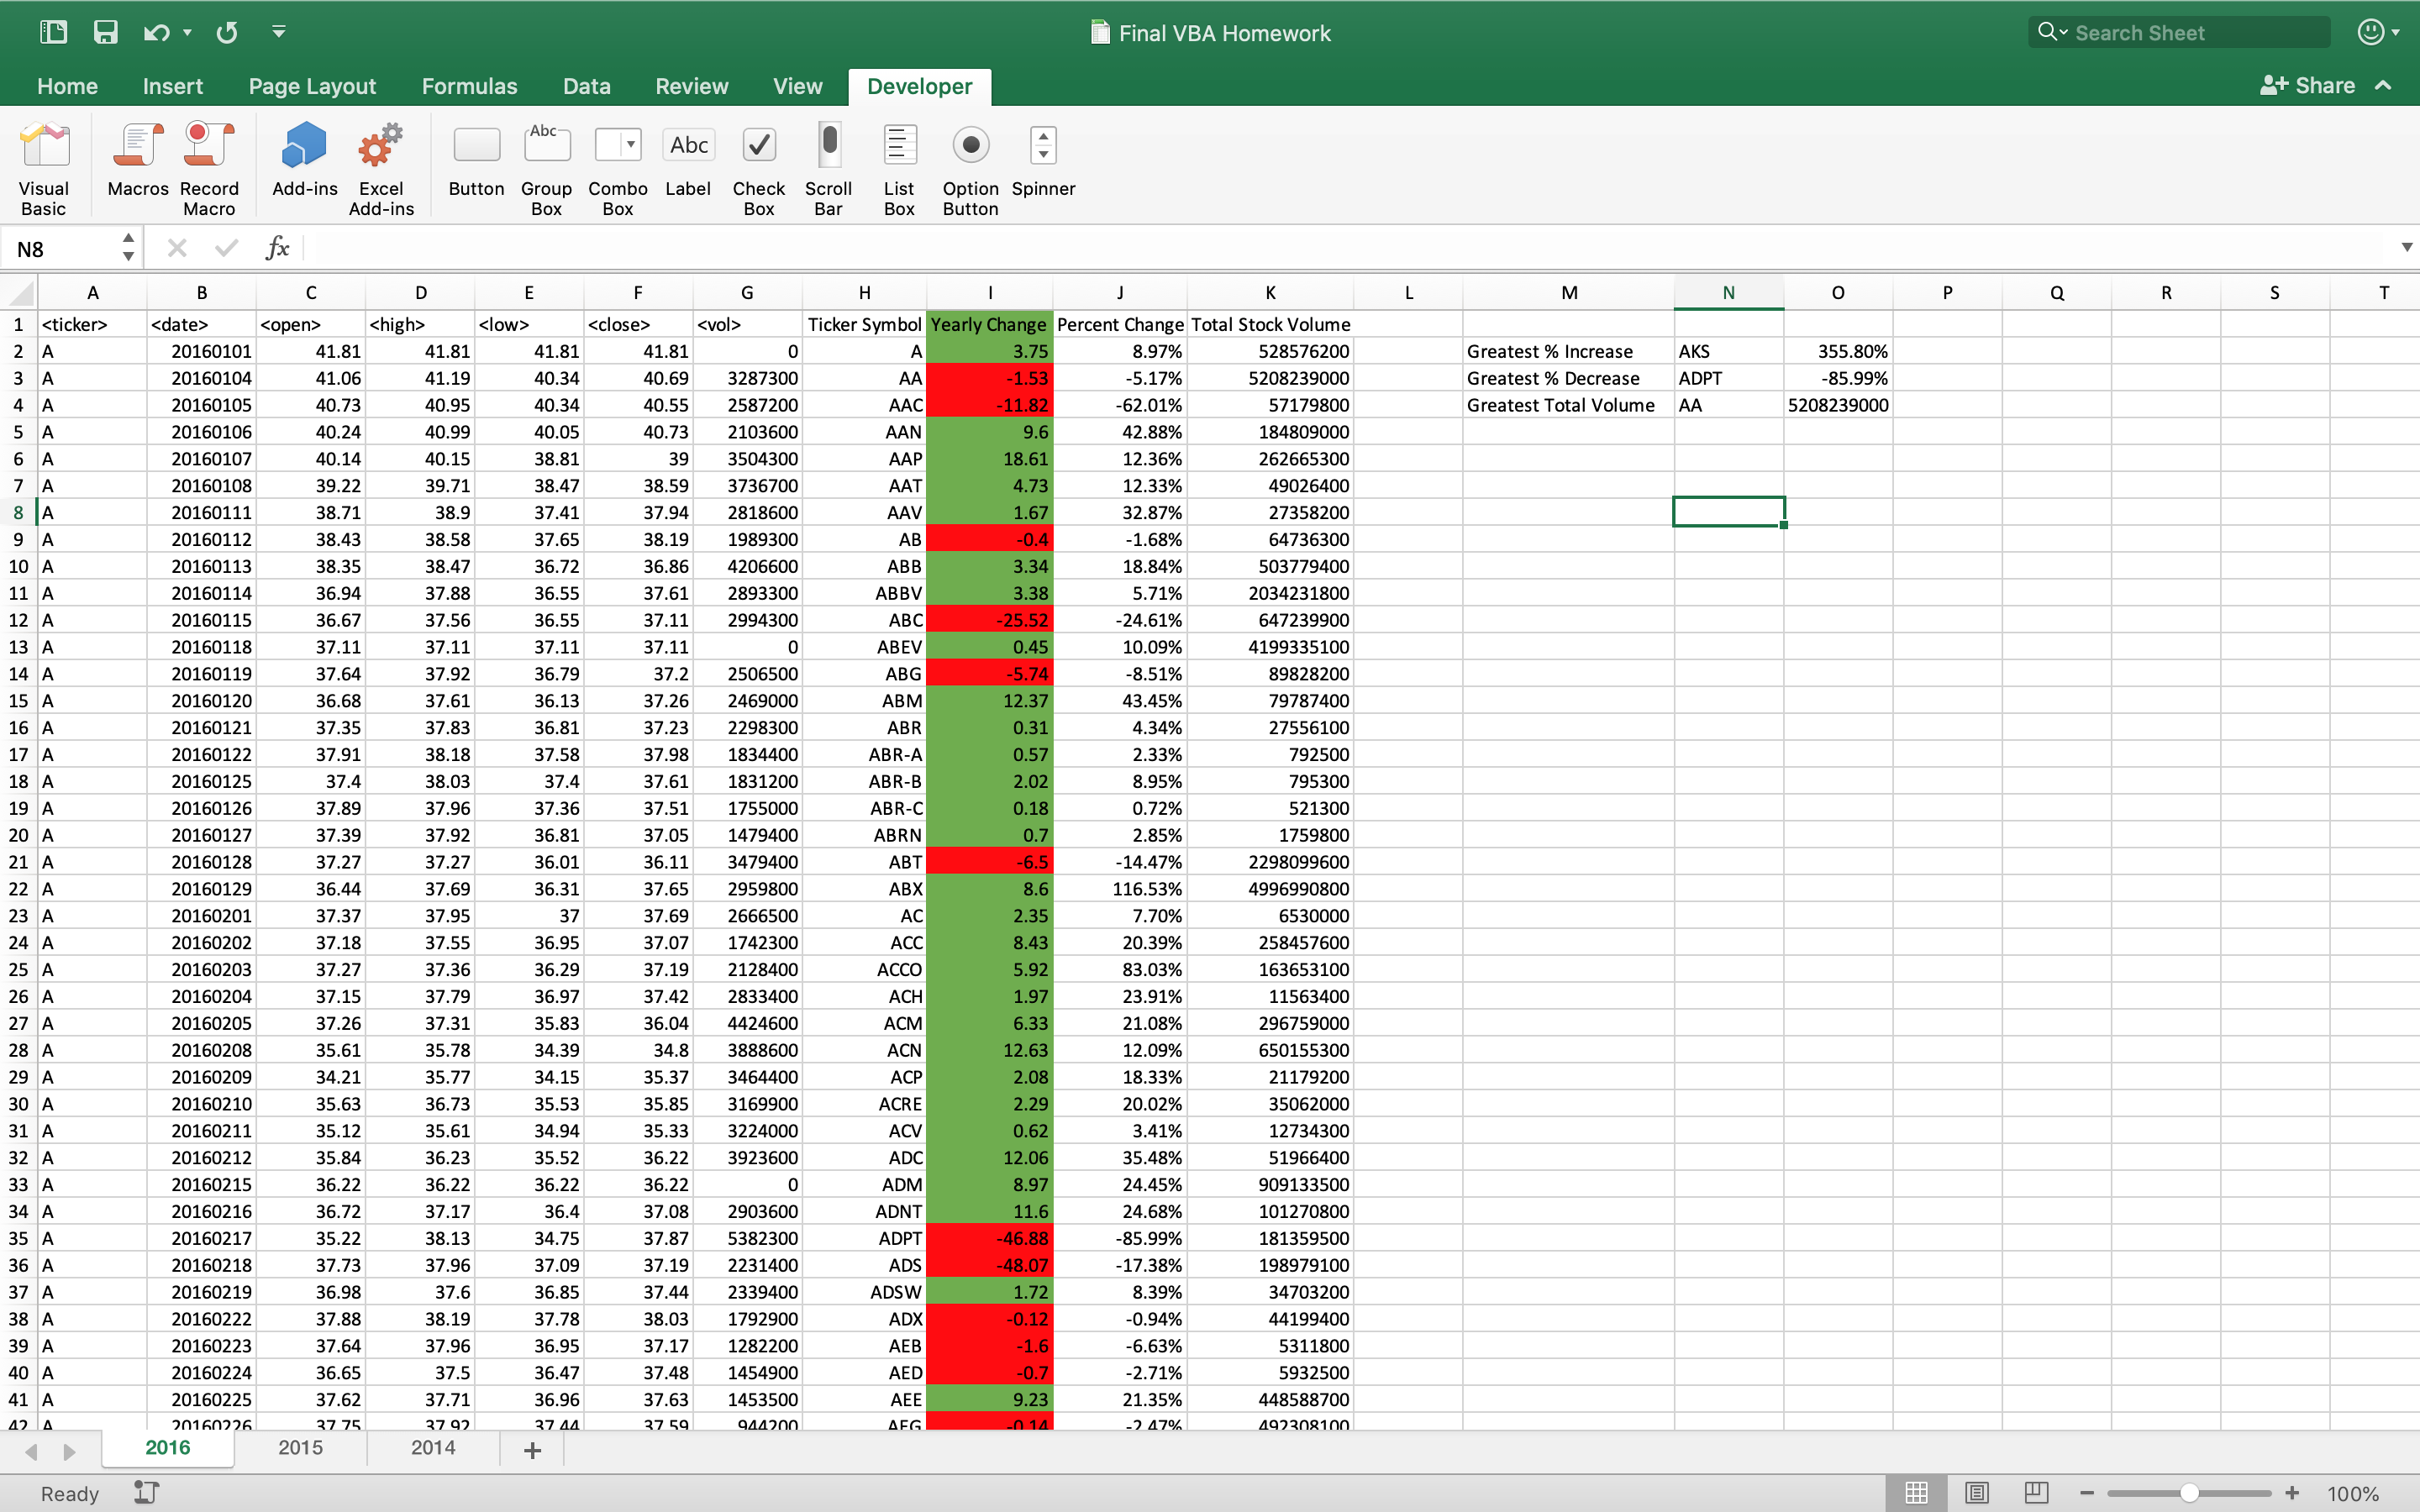 Final VBA Homework
Search Sheet
Home Insert Page Layout Formulas Data Review View Developer Share
Visual Basic Macros Record Macro Add-ins Excel Add-ins Button Abc Group Box Combo Box Abc Label Check Box Scroll Bar List Box Option Button Spinner
N8 fx
A B C D E F G H I J K L M N O P Q R S T
1 <ticker> <date> <open> <high> <low> <close> <vol> Ticker Symbol Yearly Change Percent Change Total Stock Volume
2 A 20160101 41.81 41.81 41.81 41.81 0 A 3.75 8.97% 528576200 Greatest % Increase AKS 355.80%
3 A 20160104 41.06 41.19 40.34 40.69 3287300 AA -1.53 -5.17% 5208239000 Greatest % Decrease ADPT -85.99%
4 A 20160105 40.73 40.95 40.34 40.55 2587200 AAC -11.82 -62.01% 57179800 Greatest Total Volume AA 5208239000
5 A 20160106 40.24 40.99 40.05 40.73 2103600 AAN 9.6 42.88% 184809000
6 A 20160107 40.14 40.15 38.81 39 3504300 AAP 18.61 12.36% 262665300
7 A 20160108 39.22 39.71 38.47 38.59 3736700 AAT 4.73 12.33% 49026400
8 A 20160111 38.71 38.9 37.41 37.94 2818600 AAV 1.67 32.87% 27358200
9 A 20160112 38.43 38.58 37.65 38.19 1989300 AB -0.4 -1.68% 64736300
10 A 20160113 38.35 38.47 36.72 36.86 4206600 ABB 3.34 18.84% 503779400
11 A 20160114 36.94 37.88 36.55 37.61 2893300 ABBV 3.38 5.71% 2034231800
12 A 20160115 36.67 37.56 36.55 37.11 2994300 ABC -25.52 -24.61% 647239900
13 A 20160118 37.11 37.11 37.11 37.11 0 ABEV 0.45 10.09% 4199335100
14 A 20160119 37.64 37.92 36.79 37.2 2506500 ABG -5.74 -8.51% 89828200
15 A 20160120 36.68 37.61 36.13 37.26 2469000 ABM 12.37 43.45% 79787400
16 A 20160121 37.35 37.83 36.81 37.23 2298300 ABR 0.31 4.34% 27556100
17 A 20160122 37.91 38.18 37.58 37.98 1834400 ABR-A 0.57 2.33% 792500
18 A 20160125 37.4 38.03 37.4 37.61 1831200 ABR-B 2.02 8.95% 795300
19 A 20160126 37.89 37.96 37.36 37.51 1755000 ABR-C 0.18 0.72% 521300
20 A 20160127 37.39 37.92 36.81 37.05 1479400 ABRN 0.7 2.85% 1759800
21 A 20160128 37.27 37.27 36.01 36.11 3479400 ABT -6.5 -14.47% 2298099600
22 A 20160129 36.44 37.69 36.31 37.65 2959800 ABX 8.6 116.53% 4996990800
23 A 20160201 37.37 37.95 37 37.69 2666500 AC 2.35 7.70% 6530000
24 A 20160202 37.18 37.55 36.95 37.07 1742300 ACC 8.43 20.39% 258457600
25 A 20160203 37.27 37.36 36.29 37.19 2128400 ACCO 5.92 83.03% 163653100
26 A 20160204 37.15 37.79 36.97 37.42 2833400 ACH 1.97 23.91% 11563400
27 A 20160205 37.26 37.31 35.83 36.04 4424600 ACM 6.33 21.08% 296759000
28 A 20160208 35.61 35.78 34.39 34.8 3888600 ACN 12.63 12.09% 650155300
29 A 20160209 34.21 35.77 34.15 35.37 3464400 ACP 2.08 18.33% 21179200
30 A 20160210 35.63 36.73 35.53 35.85 3169900 ACRE 2.29 20.02% 35062000
31 A 20160211 35.12 35.61 34.94 35.33 3224000 ACV 0.62 3.41% 12734300
32 A 20160212 35.84 36.23 35.52 36.22 3923600 ADC 12.06 35.48% 51966400
33 A 20160215 36.22 36.22 36.22 36.22 0 ADM 8.97 24.45% 909133500
34 A 20160216 36.72 37.17 36.4 37.08 2903600 ADNT 11.6 24.68% 101270800
35 A 20160217 35.22 38.13 34.75 37.87 5382300 ADPT -46.88 -85.99% 181359500
36 A 20160218 37.73 37.96 37.09 37.19 2231400 ADS -48.07 -17.38% 198979100
37 A 20160219 36.98 37.6 36.85 37.44 2339400 ADSW 1.72 8.39% 34703200
38 A 20160222 37.88 38.19 37.78 38.03 1792900 ADX -0.12 -0.94% 44199400
39 A 20160223 37.64 37.96 36.95 37.17 1282200 AEB -1.6 -6.63% 5311800
40 A 20160224 36.65 37.5 36.47 37.48 1454900 AED -0.7 -2.71% 5932500
41 A 20160225 37.62 37.71 36.96 37.63 1453500 AEE 9.23 21.35% 448588700
42 A 20160226 37.75 37.92 37.44 37.59 944200 AEG -0.14 -2.47% 492308100
2016 2015 2014
Ready 100%